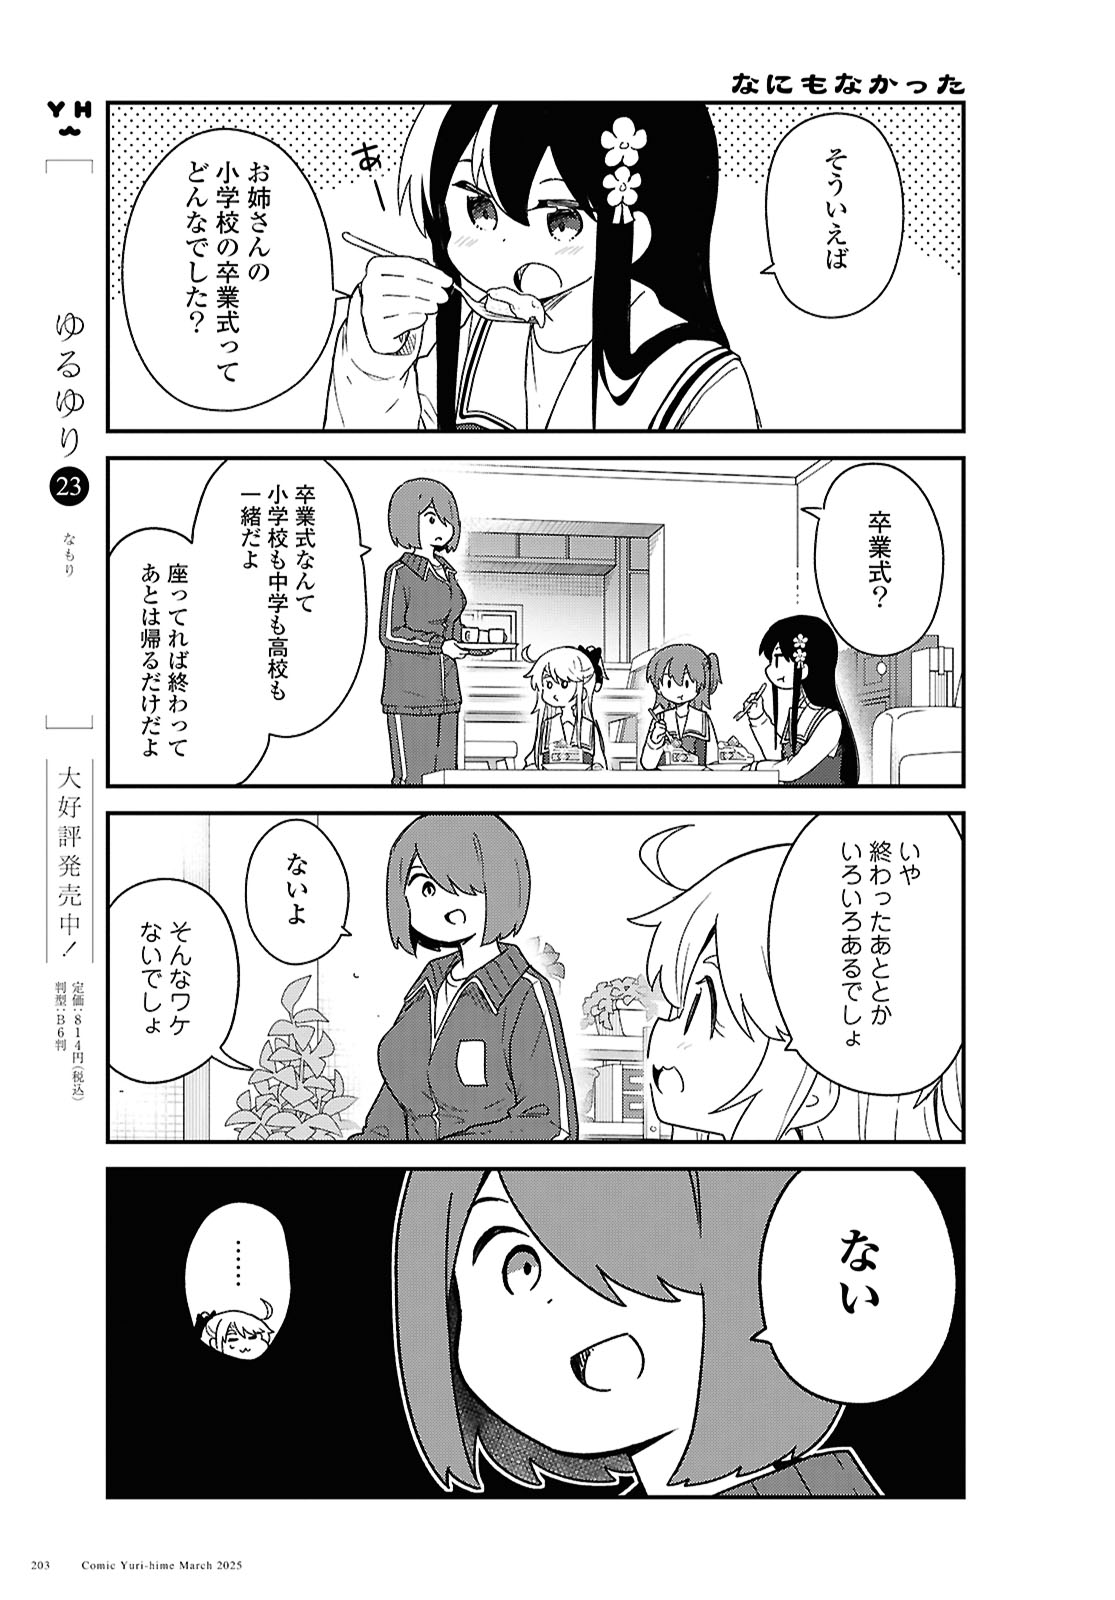 なにもなかった
そういえば
あー
お姉さんの
小学校の卒業式って
どんなでした？
卒業式？
卒業式なんて
小学校も中学も高校も
一緒だよ
座ってれば終わって
あとは帰るだけだよ
いや
終わったあととか
いろいろあるでしょ
ないよ
そんなワケ
ないでしょ
ない
……
YH
ゆるゆり
23
なもり
大好評発売中！
定価：814円（税込）
判型：B6判
203 Comic Yuri-hime March 2025